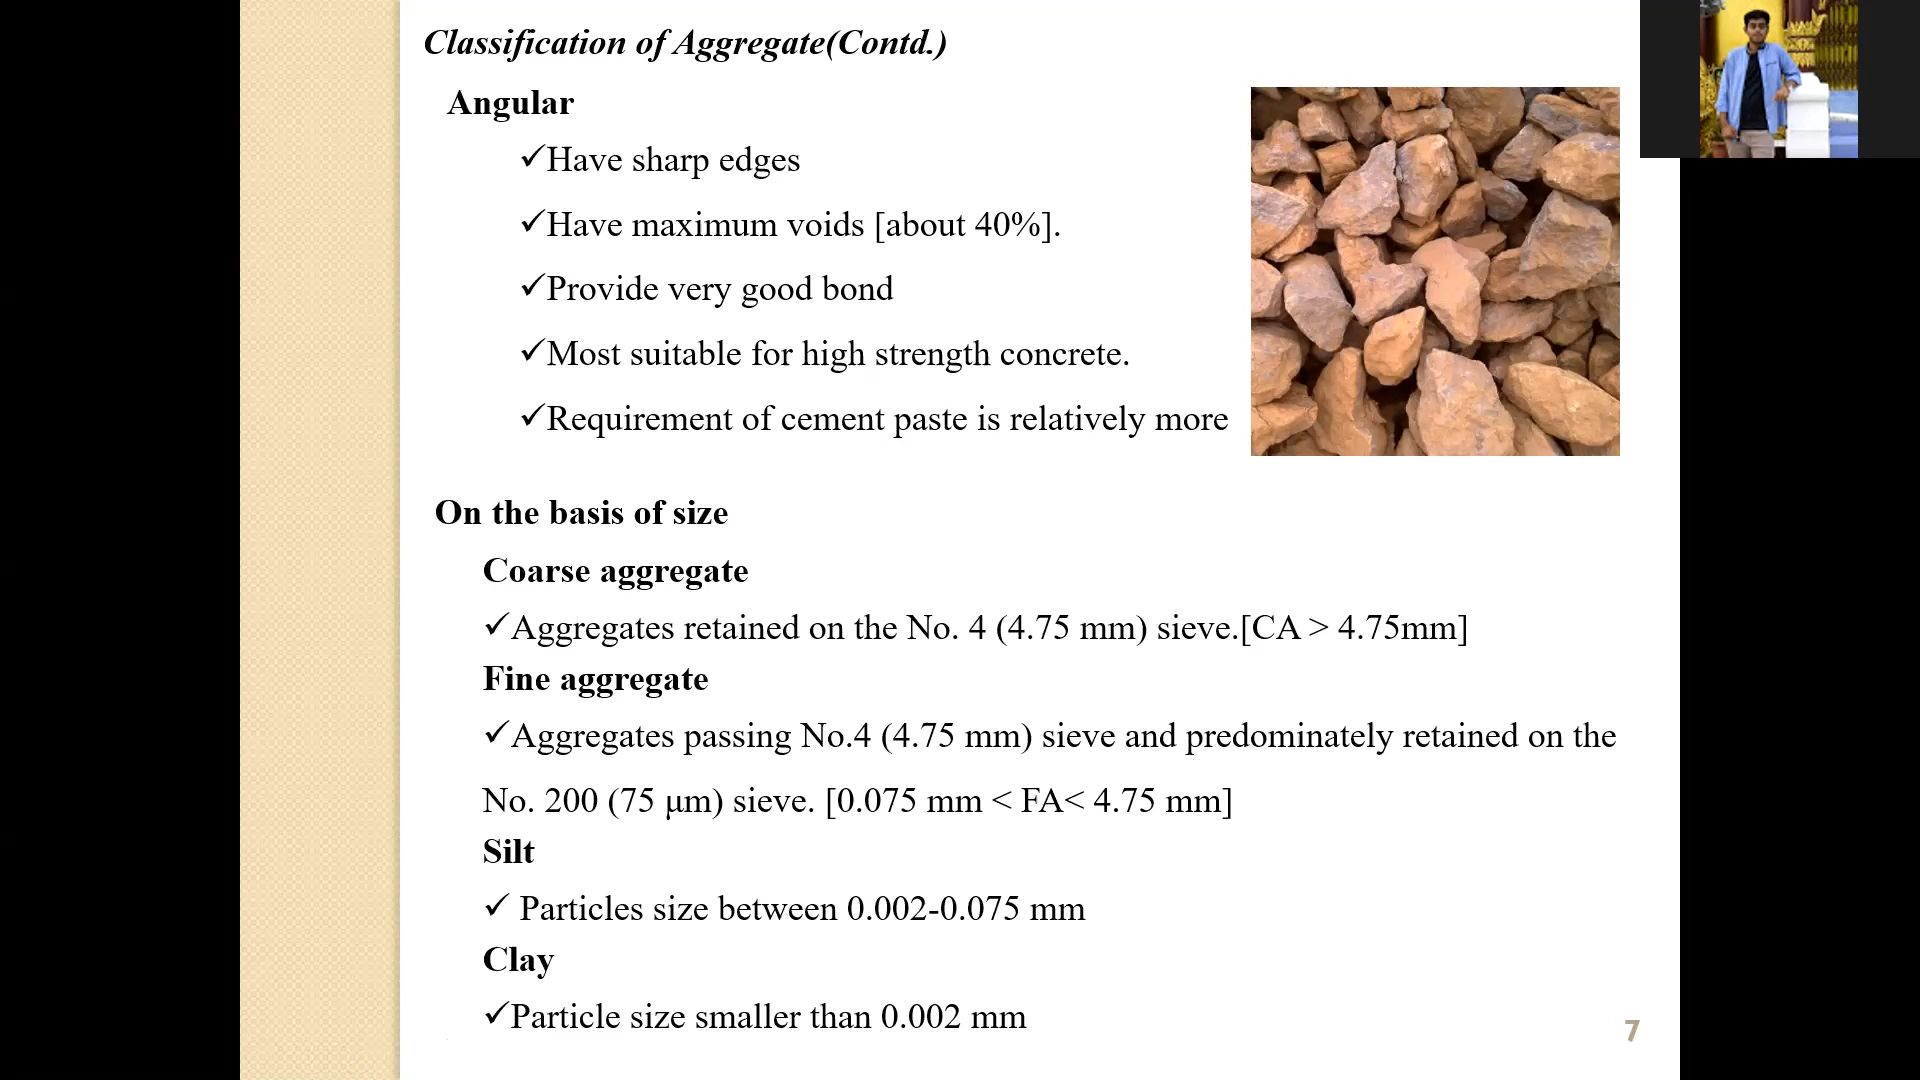 Classification of Aggregate(Contd.)
Angular
✓Have sharp edges
✓Have maximum voids [about 40%].
✓Provide very good bond
✓Most suitable for high strength concrete.
✓Requirement of cement paste is relatively more
On the basis of size
Coarse aggregate
✓Aggregates retained on the No. 4 (4.75 mm) sieve.[CA > 4.75mm]
Fine aggregate
✓Aggregates passing No.4 (4.75 mm) sieve and predominately retained on the
No. 200 (75 μm) sieve. [0.075 mm < FA< 4.75 mm]
Silt
✓ Particles size between 0.002-0.075 mm
Clay
✓Particle size smaller than 0.002 mm
7